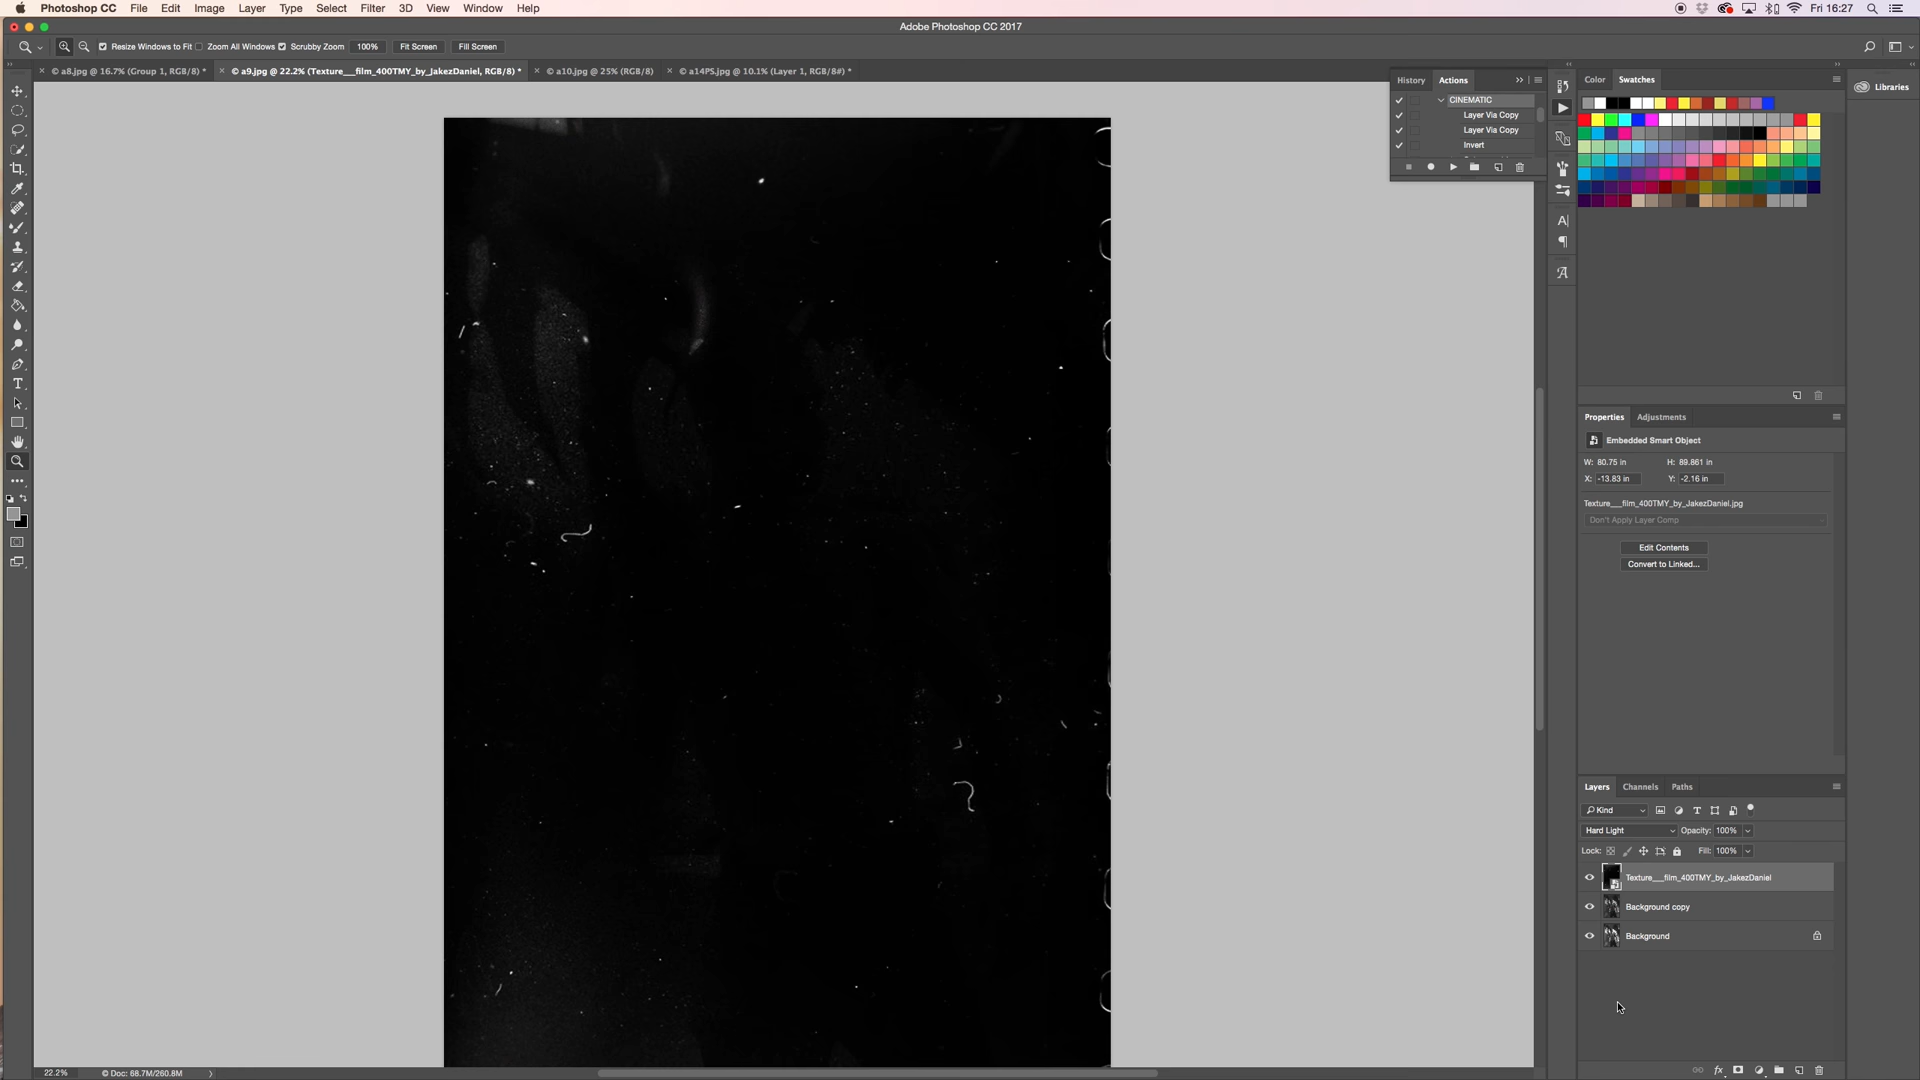 Photoshop CC File Edit Image Layer Type Select Filter 3D View Window Help Fri 16:27
Adobe Photoshop CC 2017
Resize Windows to Fit Zoom All Windows Scrubby Zoom 100% Fit Screen Fill Screen
© a8.jpg @ 16.7% (Group 1, RGB/8) * © a9.jpg @ 22.2% (Texture___film_400TMY_by_JakezDaniel, RGB/8) * © a10.jpg @ 25% (RGB/8) © a14PS.jpg @ 10.1% (Layer 1, RGB/8#) *
History Actions
CINEMATIC
Layer Via Copy
Layer Via Copy
Invert
Color Swatches
Libraries
Properties Adjustments
Embedded Smart Object
W: 80.75 in H: 89.861 in
X: -13.83 in Y: -2.16 in
Texture___film_400TMY_by_JakezDaniel.jpg
Don't Apply Layer Comp
Edit Contents
Convert to Linked...
Layers Channels Paths
Kind
Hard Light Opacity: 100%
Lock: Fill: 100%
Texture___film_400TMY_by_JakezDaniel
Background copy
Background
22.2% © Doc: 68.7M/260.8M